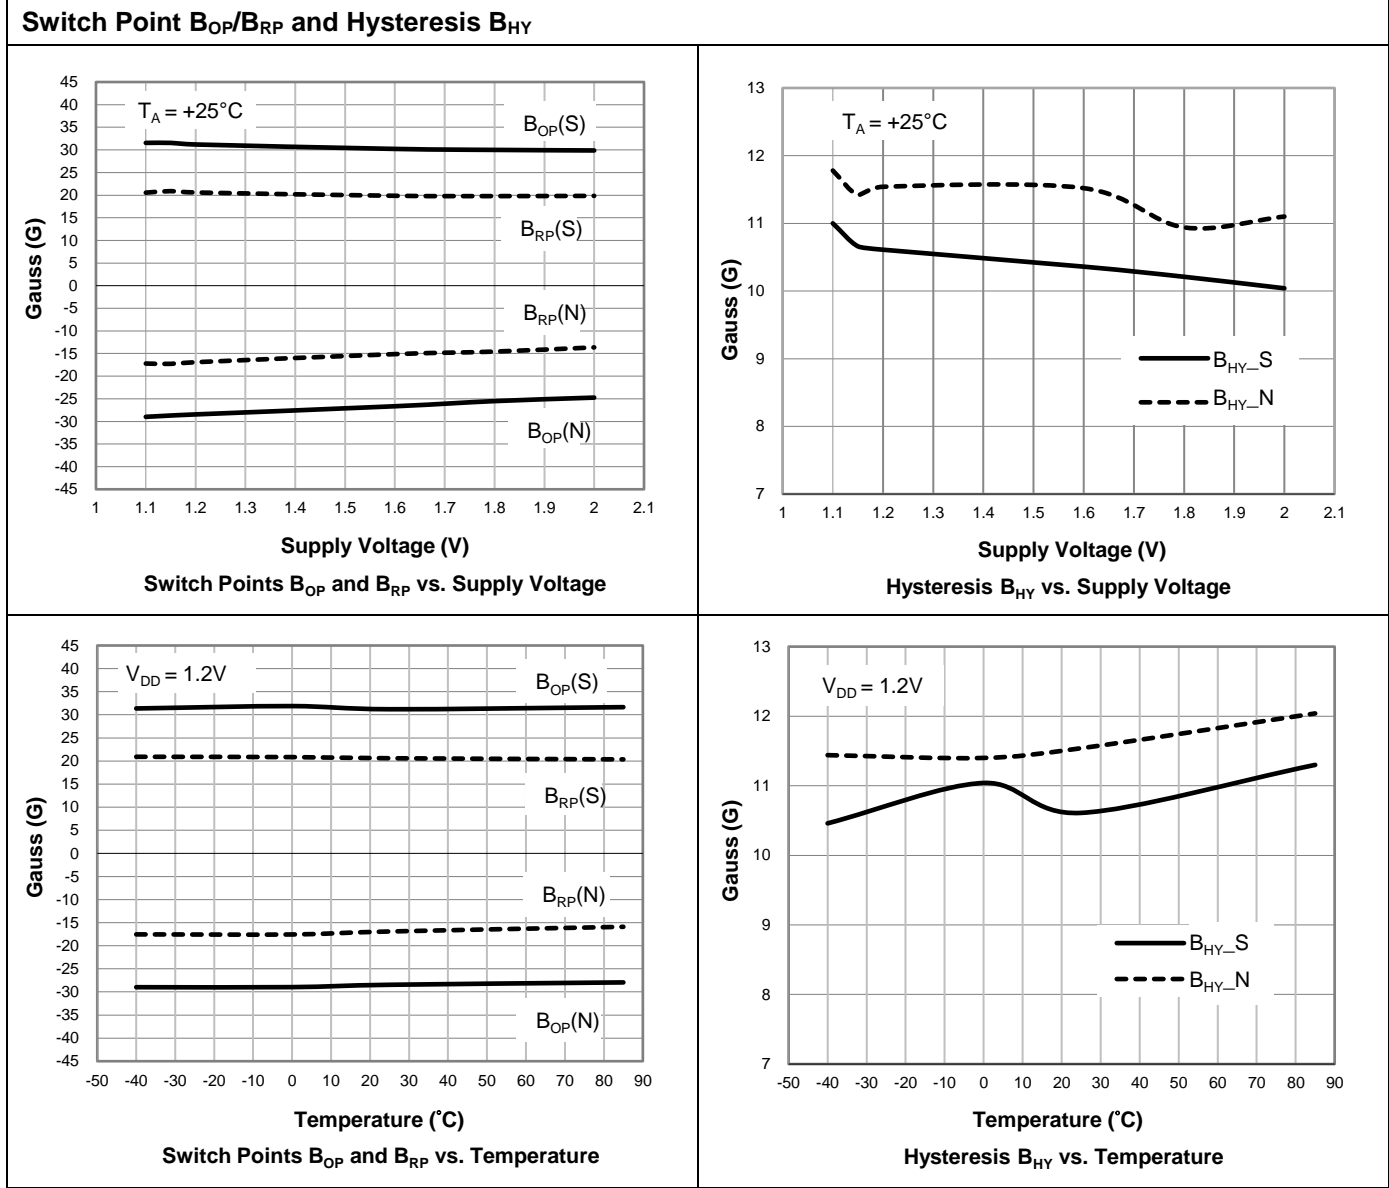 Switch Point BOP/BRP and Hysteresis BHY
45
40
35
30
25
20
15
10
5
0
-5
-10
-15
-20
-25
-30
-35
-40
-45
Gauss (G)
TA = +25°C
BOP(S)
BRP(S)
BRP(N)
BOP(N)
1 1.1 1.2 1.3 1.4 1.5 1.6 1.7 1.8 1.9 2 2.1
Supply Voltage (V)
Switch Points BOP and BRP vs. Supply Voltage
13
12
11
10
9
8
7
Gauss (G)
TA = +25°C
BHY_S
BHY_N
1 1.1 1.2 1.3 1.4 1.5 1.6 1.7 1.8 1.9 2 2.1
Supply Voltage (V)
Hysteresis BHY vs. Supply Voltage
45
40
35
30
25
20
15
10
5
0
-5
-10
-15
-20
-25
-30
-35
-40
-45
Gauss (G)
VDD = 1.2V
BOP(S)
BRP(S)
BRP(N)
BOP(N)
-50 -40 -30 -20 -10 0 10 20 30 40 50 60 70 80 90
Temperature (°C)
Switch Points BOP and BRP vs. Temperature
13
12
11
10
9
8
7
Gauss (G)
VDD = 1.2V
BHY_S
BHY_N
-50 -40 -30 -20 -10 0 10 20 30 40 50 60 70 80 90
Temperature (°C)
Hysteresis BHY vs. Temperature